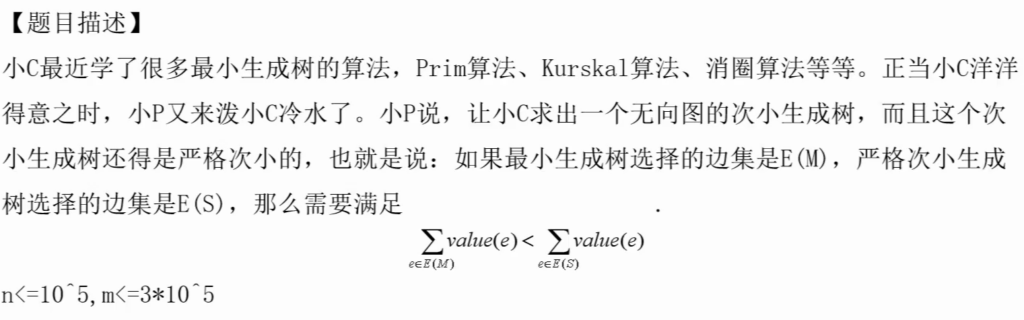 【题目描述】
小C最近学了很多最小生成树的算法，Prim算法、Kurskal算法、消圈算法等等。正当小C洋洋
得意之时，小P又来泼小C冷水了。小P说，让小C求出一个无向图的次小生成树，而且这个次
小生成树还得是严格次小的，也就是说：如果最小生成树选择的边集是E(M)，严格次小生成
树选择的边集是E(S)，那么需要满足 .
∑value(e) < ∑value(e)
e∈E(M) e∈E(S)
n<=10^5,m<=3*10^5